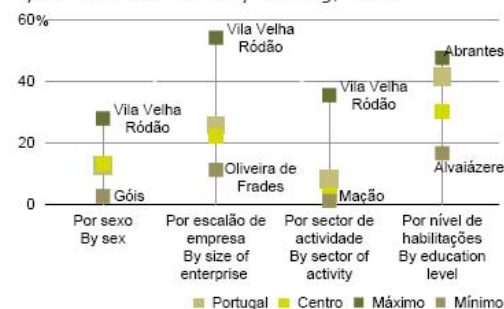 60%
Vila Velha
Ródão
Abrantes
40
Vila Velha
Ródão
Vila Velha
Ródão
20
Oliveira de
Frades
Alvaiázere
Góis
Mação
0
Por sexo
By sex
Por escalão de
empresa
By size of
enterprise
Por sector de
actividade
By sector of
activity
Por nível de
habilitações
By education
level
Portugal Centro Máximo Mínimo